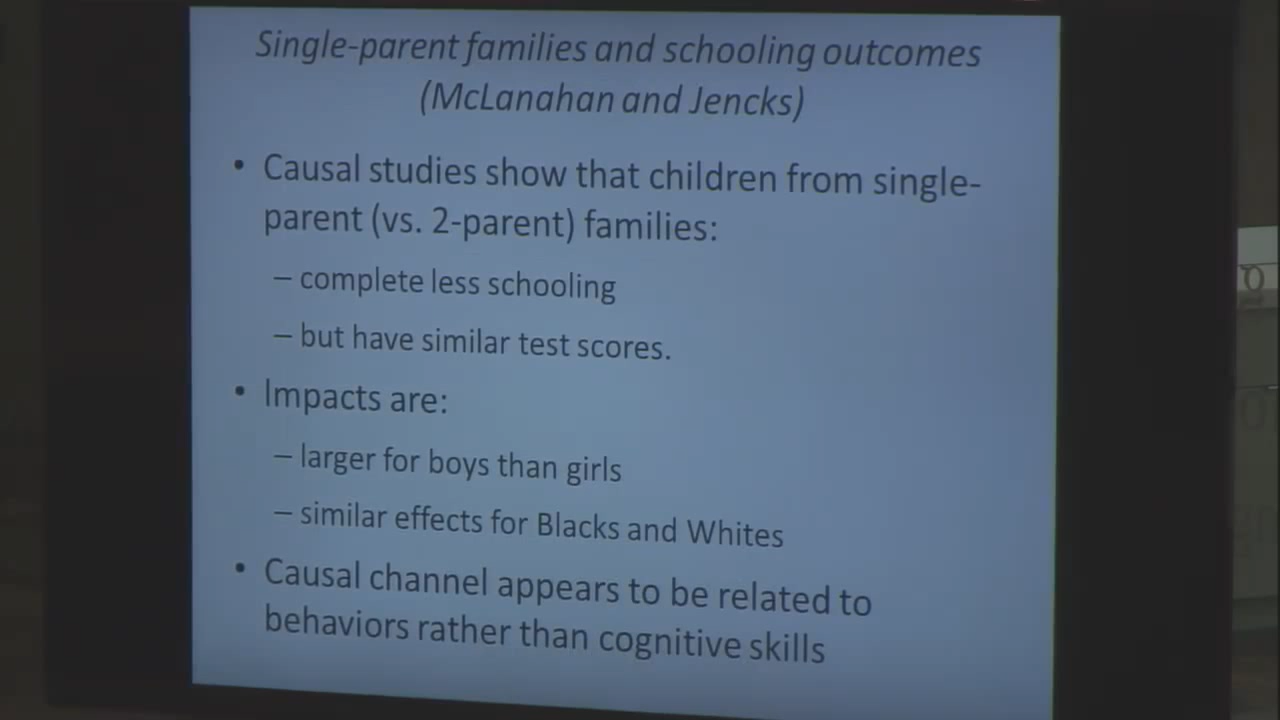 Single-parent families and schooling outcomes
(McLanahan and Jencks)
• Causal studies show that children from single-
parent (vs. 2-parent) families:
– complete less schooling
– but have similar test scores.
• Impacts are:
– larger for boys than girls
– similar effects for Blacks and Whites
• Causal channel appears to be related to
behaviors rather than cognitive skills